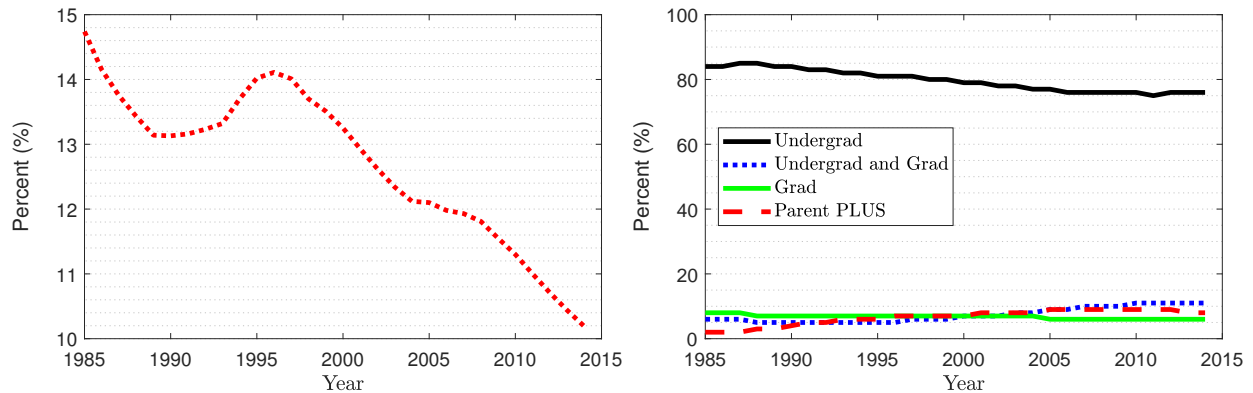 15
14
13
12
11
10
Percent (%)
1985 1990 1995 2000 2005 2010 2015
Year
100
80
60
40
20
0
Percent (%)
Undergrad
Undergrad and Grad
Grad
Parent PLUS
1985 1990 1995 2000 2005 2010 2015
Year